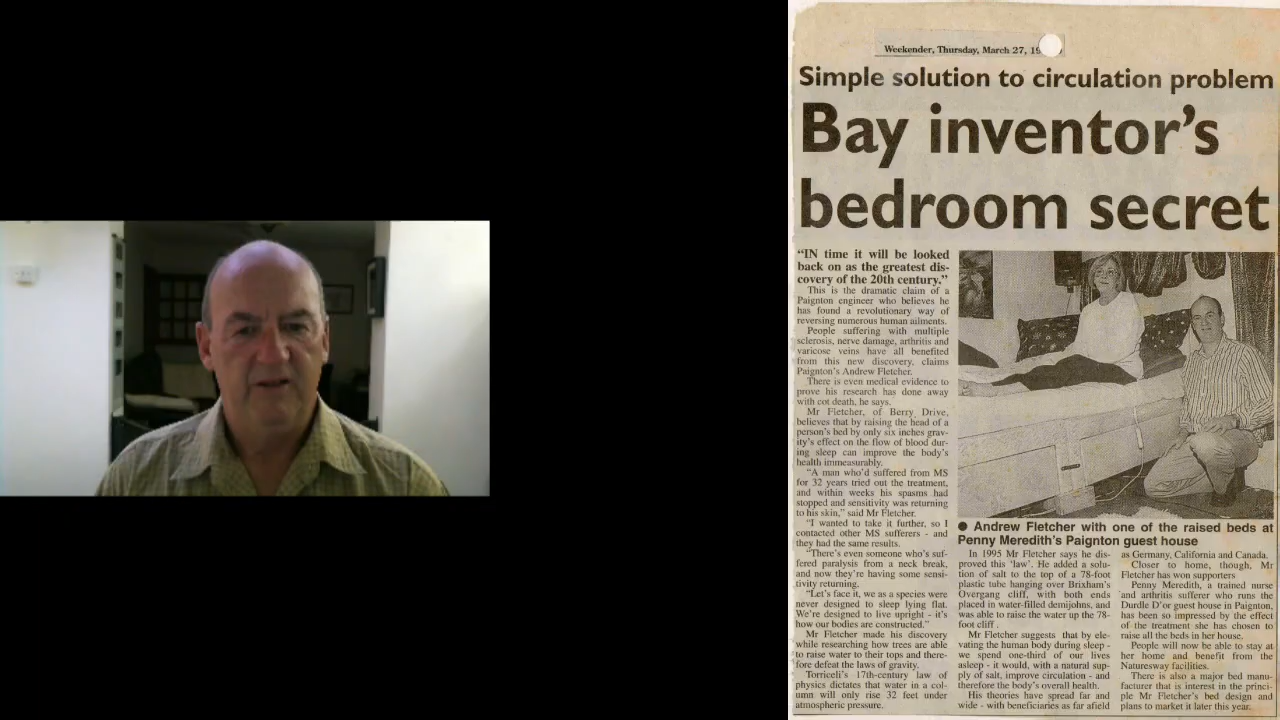 Weekender, Thursday, March 27, 19
Simple solution to circulation problem
Bay inventor's
bedroom secret
“IN time it will be looked
back on as the greatest dis-
covery of the 20th century.”
This is the dramatic claim of a
Paignton engineer who believes he
has found a revolutionary way of
reversing numerous human ailments.
People suffering with multiple
sclerosis, nerve damage, arthritis and
varicose veins have all benefited
from this new discovery, claims
Paignton's Andrew Fletcher.
There is even medical evidence to
prove his research has done away
with cot death, he says.
Mr Fletcher, of Berry Drive,
believes that by raising the head of a
person's bed by only six inches grav-
ity's effect on the flow of blood dur-
ing sleep can improve the body's
health immeasurably.
“A man who'd suffered from MS
for 32 years tried out the treatment,
and within weeks his spasms had
stopped and sensitivity was returning
to his skin,” said Mr Fletcher.
“I wanted to take it further, so I
contacted other MS sufferers - and
they had the same results.
“There's even someone who's suf-
fered paralysis from a neck break,
and now they're having some sensi-
tivity returning.
“Let's face it, we as a species were
never designed to sleep lying flat.
We're designed to live upright - it's
how our bodies are constructed.”
Mr Fletcher made his discovery
while researching how trees are able
to raise water to their tops and there-
fore defeat the laws of gravity.
Torriceli's 17th-century law of
physics dictates that water in a col-
umn will only rise 32 feet under
atmospheric pressure.
● Andrew Fletcher with one of the raised beds at
Penny Meredith's Paignton guest house
In 1995 Mr Fletcher says he dis-
proved this 'law'. He added a solu-
tion of salt to the top of a 78-foot
plastic tube hanging over Brixham's
Overgang cliff, with both ends
placed in water-filled demijohns, and
was able to raise the water up the 78-
foot cliff .
Mr Fletcher suggests that by ele-
vating the human body during sleep -
we spend one-third of our lives
asleep - it would, with a natural sup-
ply of salt, improve circulation - and
therefore the body's overall health.
His theories have spread far and
wide - with beneficiaries as far afield
as Germany, California and Canada.
Closer to home, though, Mr
Fletcher has won supporters
Penny Meredith, a trained nurse
and arthritis sufferer who runs the
Durdle D'or guest house in Paignton,
has been so impressed by the effect
of the treatment she has chosen to
raise all the beds in her house.
People will now be able to stay at
her home and benefit from the
Naturesway facilities.
There is also a major bed manu-
facturer that is interest in the princi-
ple Mr Fletcher's bed design and
plans to market it later this year.